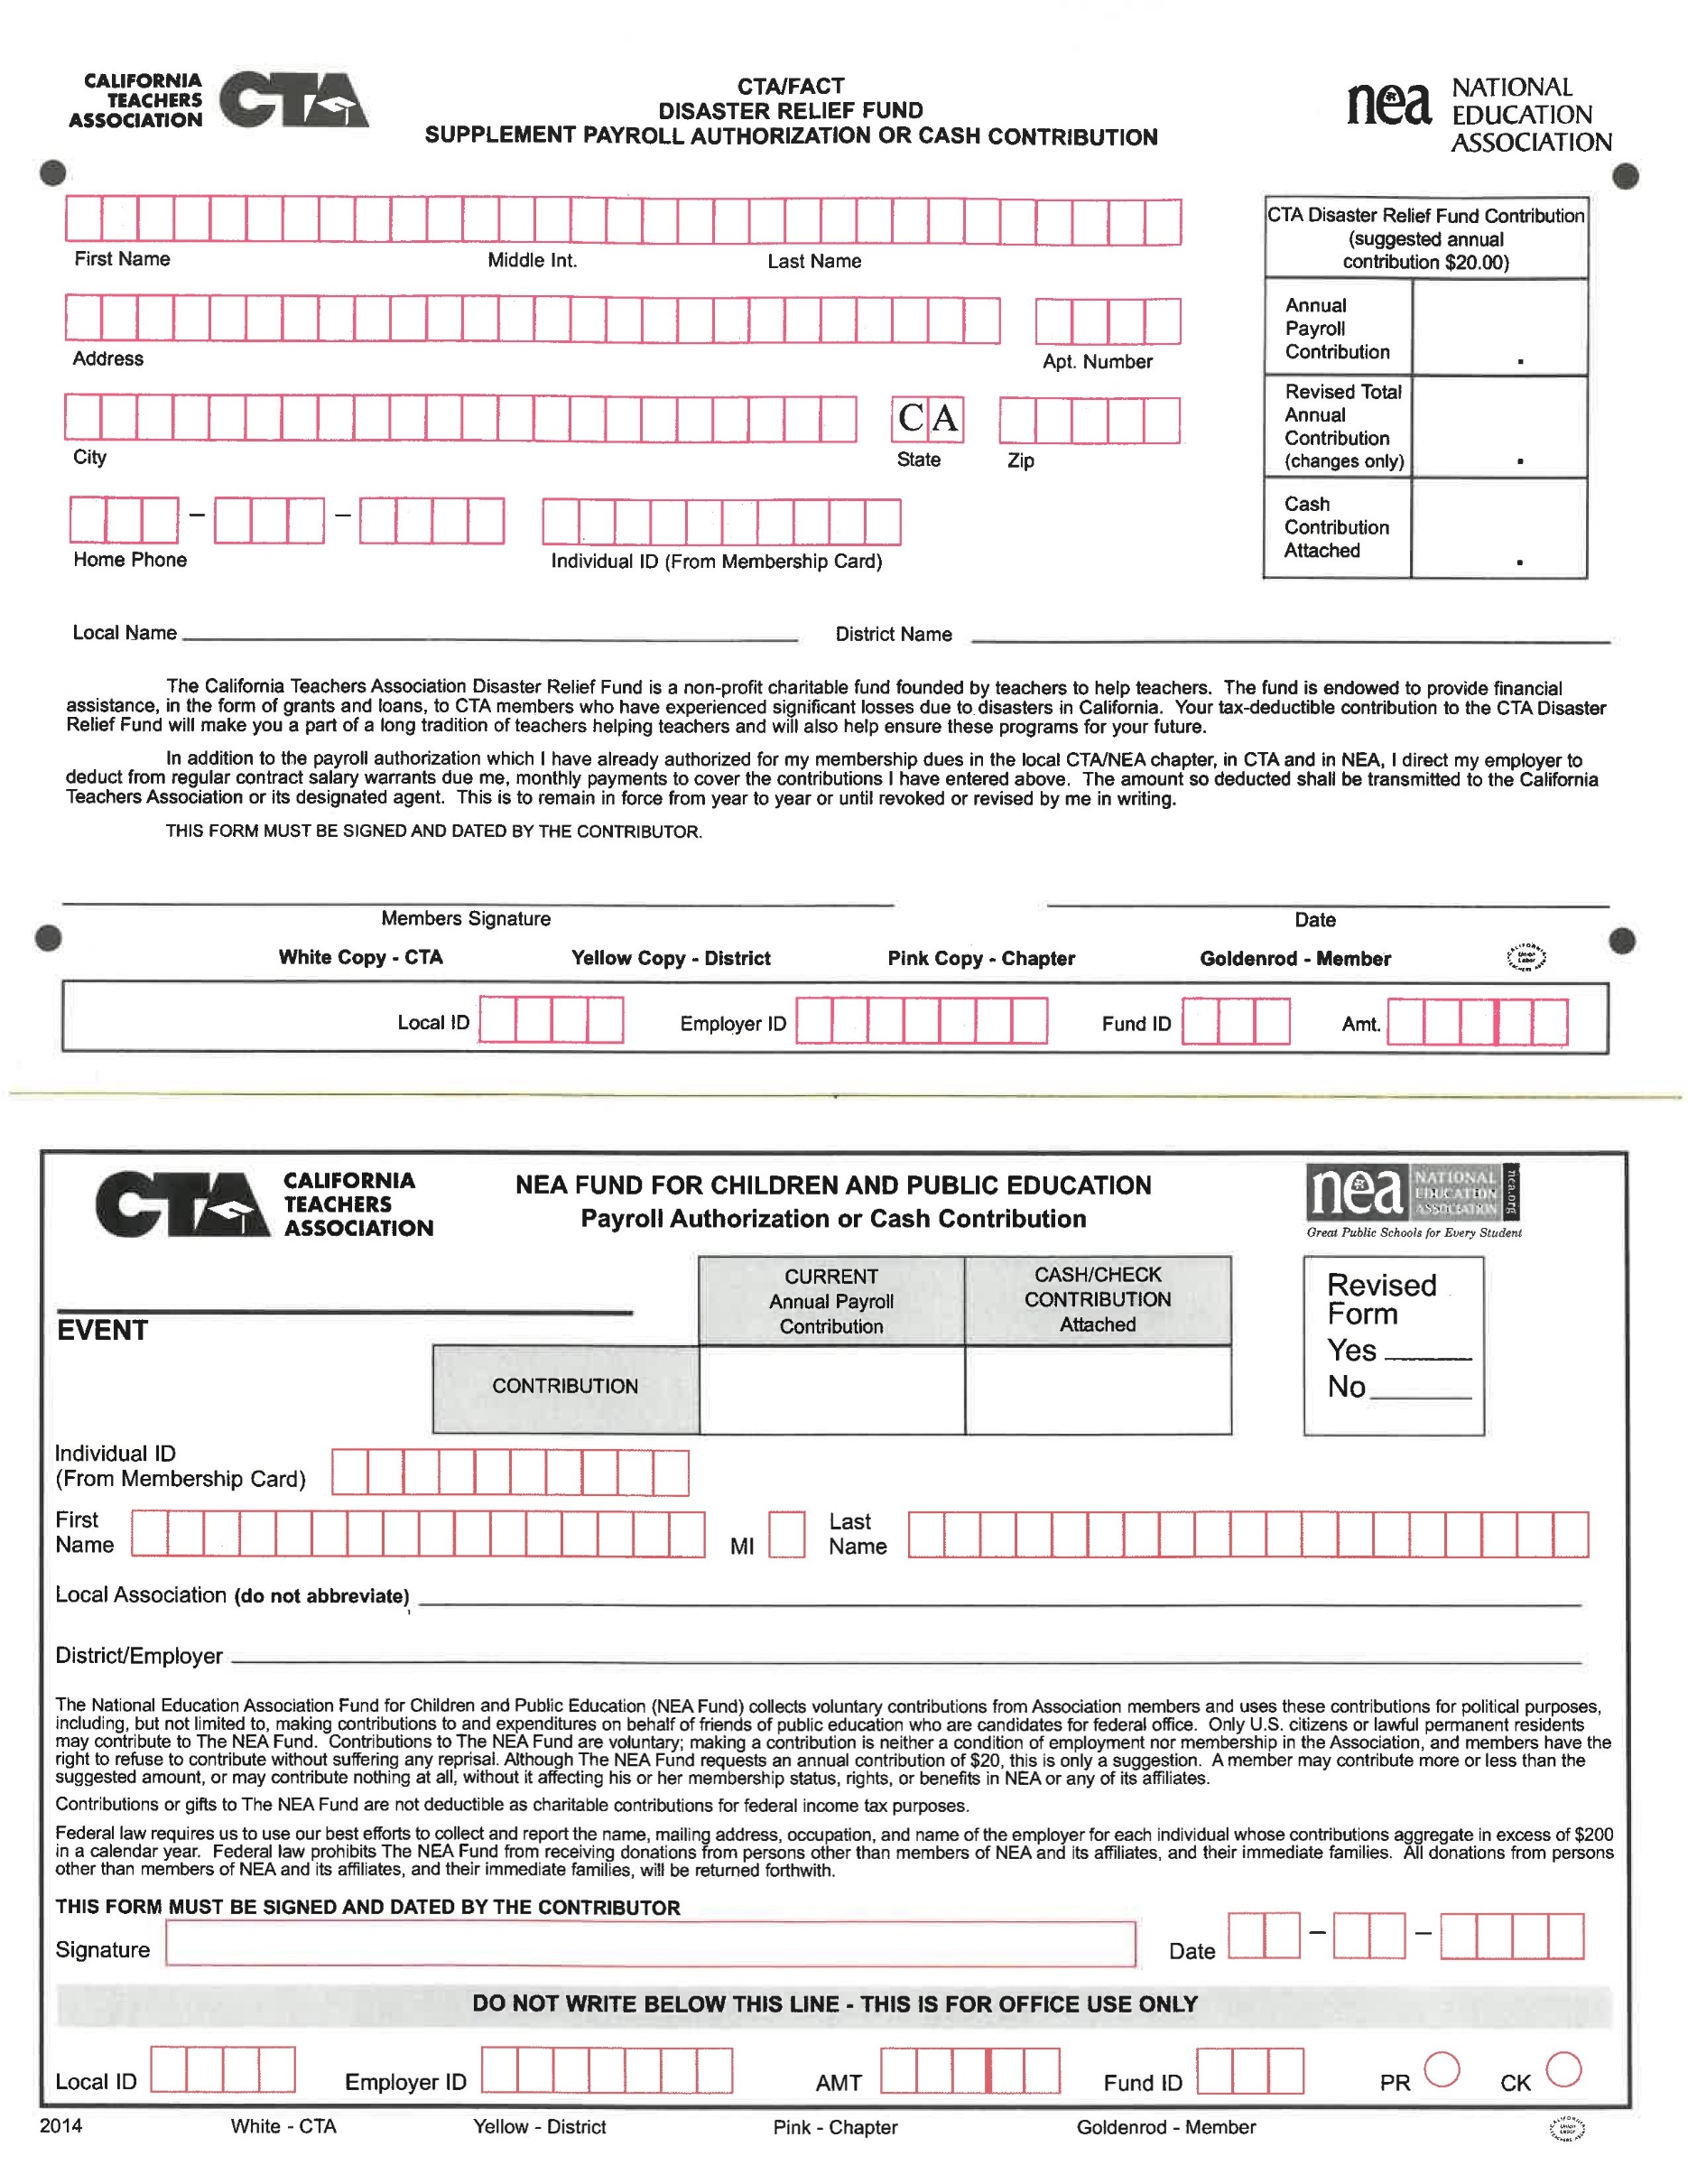 CALIFORNIA
TEACHERS
ASSOCIATION
CTA
CTA/FACT
DISASTER RELIEF FUND
SUPPLEMENT PAYROLL AUTHORIZATION OR CASH CONTRIBUTION
nea NATIONAL
EDUCATION
ASSOCIATION
First Name Middle Int. Last Name
Address Apt. Number
CA
City State Zip
– –
Home Phone Individual ID (From Membership Card)
CTA Disaster Relief Fund Contribution
(suggested annual
contribution $20.00)
Annual
Payroll
Contribution .
Revised Total
Annual
Contribution
(changes only) .
Cash
Contribution
Attached .
Local Name District Name
The California Teachers Association Disaster Relief Fund is a non-profit charitable fund founded by teachers to help teachers. The fund is endowed to provide financial
assistance, in the form of grants and loans, to CTA members who have experienced significant losses due to disasters in California. Your tax-deductible contribution to the CTA Disaster
Relief Fund will make you a part of a long tradition of teachers helping teachers and will also help ensure these programs for your future.
In addition to the payroll authorization which I have already authorized for my membership dues in the local CTA/NEA chapter, in CTA and in NEA, I direct my employer to
deduct from regular contract salary warrants due me, monthly payments to cover the contributions I have entered above. The amount so deducted shall be transmitted to the California
Teachers Association or its designated agent. This is to remain in force from year to year or until revoked or revised by me in writing.
THIS FORM MUST BE SIGNED AND DATED BY THE CONTRIBUTOR.
Members Signature Date
White Copy - CTA Yellow Copy - District Pink Copy - Chapter Goldenrod - Member
Local ID Employer ID Fund ID Amt.
CTA
CALIFORNIA
TEACHERS
ASSOCIATION
NEA FUND FOR CHILDREN AND PUBLIC EDUCATION
Payroll Authorization or Cash Contribution
nea NATIONAL
EDUCATION
ASSOCIATION
nea.org
Great Public Schools for Every Student
EVENT
CURRENT
Annual Payroll
Contribution
CASH/CHECK
CONTRIBUTION
Attached
CONTRIBUTION
Revised
Form
Yes
No
Individual ID
(From Membership Card)
First
Name
MI
Last
Name
Local Association (do not abbreviate)
District/Employer
The National Education Association Fund for Children and Public Education (NEA Fund) collects voluntary contributions from Association members and uses these contributions for political purposes,
including, but not limited to, making contributions to and expenditures on behalf of friends of public education who are candidates for federal office. Only U.S. citizens or lawful permanent residents
may contribute to The NEA Fund. Contributions to The NEA Fund are voluntary; making a contribution is neither a condition of employment nor membership in the Association, and members have the
right to refuse to contribute without suffering any reprisal. Although The NEA Fund requests an annual contribution of $20, this is only a suggestion. A member may contribute more or less than the
suggested amount, or may contribute nothing at all, without it affecting his or her membership status, rights, or benefits in NEA or any of its affiliates.
Contributions or gifts to The NEA Fund are not deductible as charitable contributions for federal income tax purposes.
Federal law requires us to use our best efforts to collect and report the name, mailing address, occupation, and name of the employer for each individual whose contributions aggregate in excess of $200
in a calendar year. Federal law prohibits The NEA Fund from receiving donations from persons other than members of NEA and its affiliates, and their immediate families. All donations from persons
other than members of NEA and its affiliates, and their immediate families, will be returned forthwith.
THIS FORM MUST BE SIGNED AND DATED BY THE CONTRIBUTOR
Signature Date – –
DO NOT WRITE BELOW THIS LINE - THIS IS FOR OFFICE USE ONLY
Local ID Employer ID AMT Fund ID PR CK
2014 White - CTA Yellow - District Pink - Chapter Goldenrod - Member